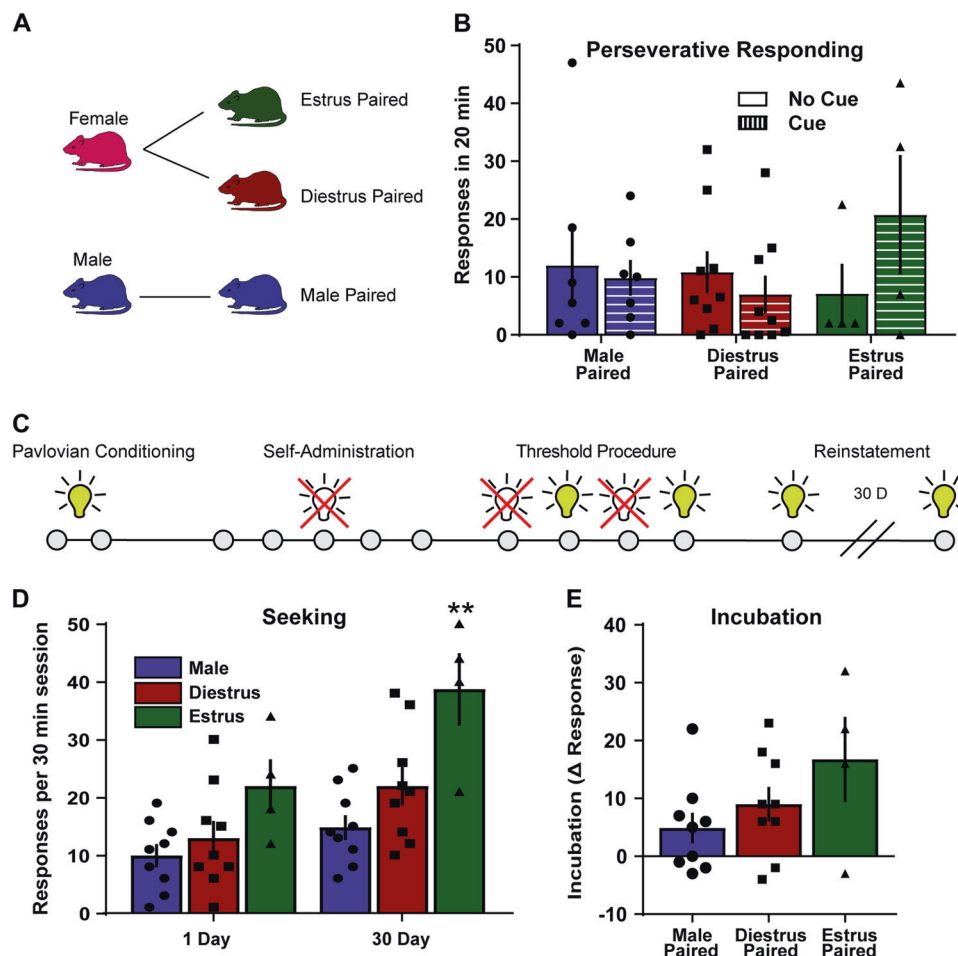 A
Female
Estrus Paired
Diestrus Paired
Male
Male Paired
B
Perseverative Responding
No Cue
Cue
Responses in 20 min
50
40
30
20
10
0
Male
Paired
Diestrus
Paired
Estrus
Paired
C
Pavlovian Conditioning
Self-Administration
Threshold Procedure
Reinstatement
30 D
D
Seeking
**
Male
Diestrus
Estrus
Responses per 30 min session
50
40
30
20
10
0
1 Day
30 Day
E
Incubation
Incubation (Δ Response)
40
30
20
10
0
-10
Male
Paired
Diestrus
Paired
Estrus
Paired